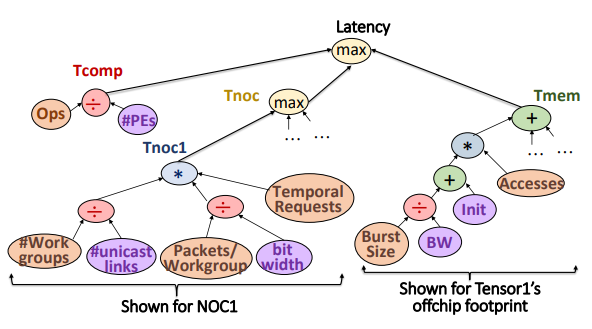 Latency
max
Tcomp
Tnoc
max
Tmem
Ops
÷
#PEs
+
... ...
Tnoc1
*
*
... ...
Temporal
Requests
+
Accesses
÷
÷
÷
Init
#Work
groups
#unicast
links
Packets/
Workgroup
bit
width
Burst
Size
BW
Shown for NOC1
Shown for Tensor1's
offchip footprint